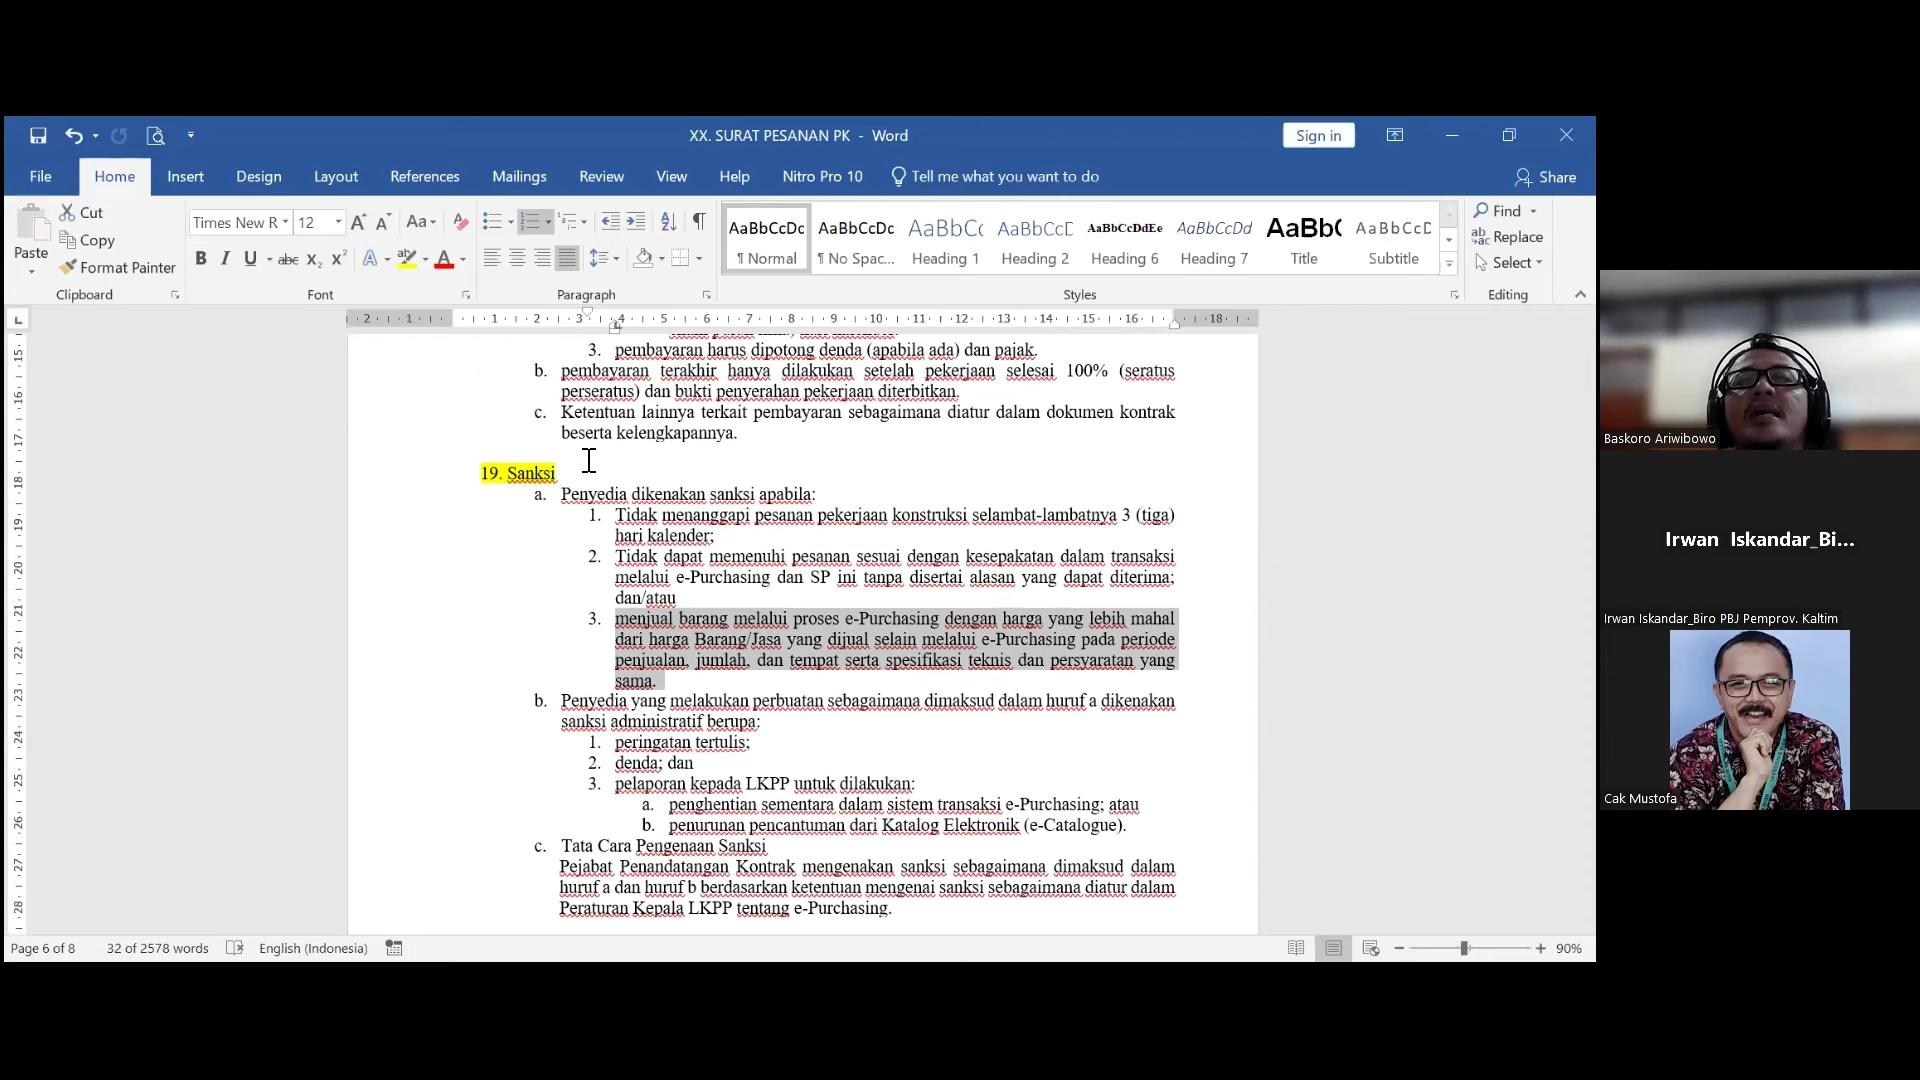 XX. SURAT PESANAN PK - Word
Sign in
File Home Insert Design Layout References Mailings Review View Help Nitro Pro 10 Tell me what you want to do Share
Cut
Copy
Format Painter
Paste
Clipboard
Times New R 12
Font
Paragraph
AaBbCcDc AaBbCcDc AaBbC( AaBbCcD AaBbCcDdEe AaBbCcDd AaBb( AaBbCcD
¶ Normal ¶ No Spac... Heading 1 Heading 2 Heading 6 Heading 7 Title Subtitle
Styles
Find
Replace
Select
Editing
3. pembayaran harus dipotong denda (apabila ada) dan pajak.
b. pembayaran terakhir hanya dilakukan setelah pekerjaan selesai 100% (seratus
perseratus) dan bukti penyerahan pekerjaan diterbitkan.
c. Ketentuan lainnya terkait pembayaran sebagaimana diatur dalam dokumen kontrak
beserta kelengkapannya.
19. Sanksi
a. Penyedia dikenakan sanksi apabila:
1. Tidak menanggapi pesanan pekerjaan konstruksi selambat-lambatnya 3 (tiga)
hari kalender;
2. Tidak dapat memenuhi pesanan sesuai dengan kesepakatan dalam transaksi
melalui e-Purchasing dan SP ini tanpa disertai alasan yang dapat diterima;
dan/atau
3. menjual barang melalui proses e-Purchasing dengan harga yang lebih mahal
dari harga Barang/Jasa yang dijual selain melalui e-Purchasing pada periode
penjualan, jumlah, dan tempat serta spesifikasi teknis dan persyaratan yang
sama.
b. Penyedia yang melakukan perbuatan sebagaimana dimaksud dalam huruf a dikenakan
sanksi administratif berupa:
1. peringatan tertulis;
2. denda; dan
3. pelaporan kepada LKPP untuk dilakukan:
a. penghentian sementara dalam sistem transaksi e-Purchasing; atau
b. penurunan pencantuman dari Katalog Elektronik (e-Catalogue).
c. Tata Cara Pengenaan Sanksi
Pejabat Penandatangan Kontrak mengenakan sanksi sebagaimana dimaksud dalam
huruf a dan huruf b berdasarkan ketentuan mengenai sanksi sebagaimana diatur dalam
Peraturan Kepala LKPP tentang e-Purchasing.
Page 6 of 8 32 of 2578 words English (Indonesia) 90%
Baskoro Ariwibowo
Irwan Iskandar_Bi...
Irwan Iskandar_Biro PBJ Pemprov. Kaltim
Cak Mustofa